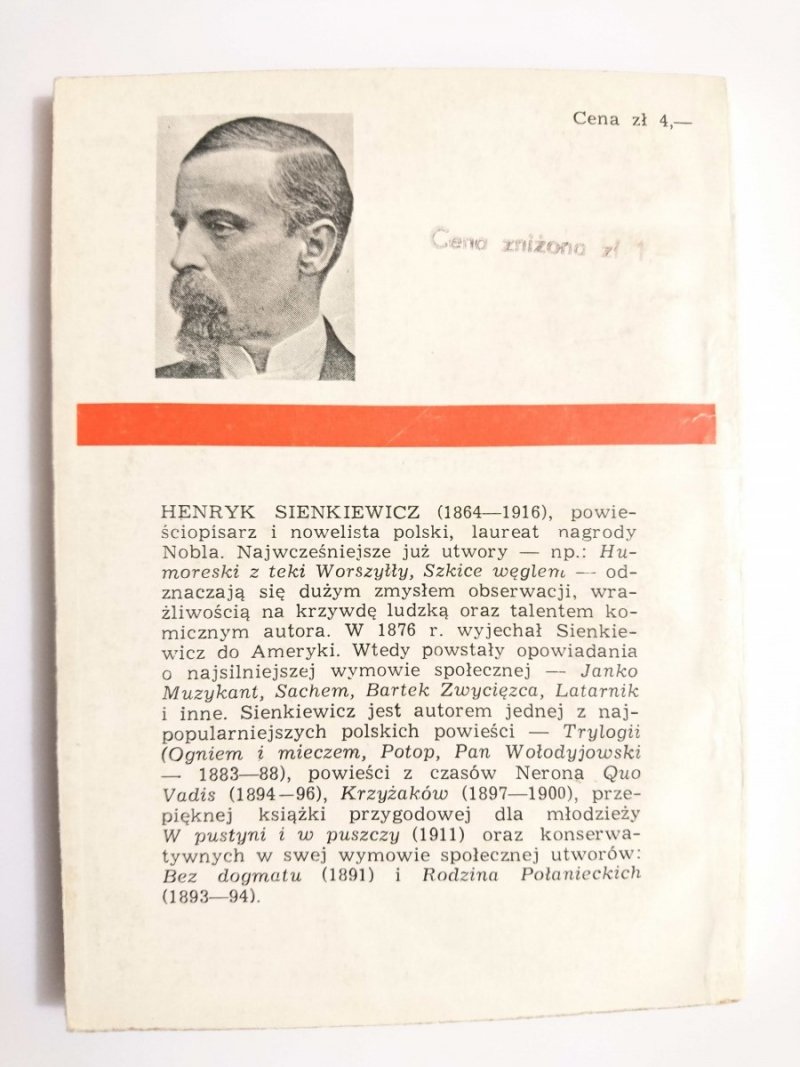 Cena zł 4,—
Cena zniżona zł 1
HENRYK SIENKIEWICZ (1864—1916), powie-
ściopisarz i nowelista polski, laureat nagrody
Nobla. Najwcześniejsze już utwory — np.: Hu-
moreski z teki Worszyłły, Szkice węglem — od-
znaczają się dużym zmysłem obserwacji, wra-
żliwością na krzywdę ludzką oraz talentem ko-
micznym autora. W 1876 r. wyjechał Sienkie-
wicz do Ameryki. Wtedy powstały opowiadania
o najsilniejszej wymowie społecznej — Janko
Muzykant, Sachem, Bartek Zwycięzca, Latarnik
i inne. Sienkiewicz jest autorem jednej z naj-
popularniejszych polskich powieści — Trylogii
(Ogniem i mieczem, Potop, Pan Wołodyjowski
— 1883—88), powieści z czasów Nerona Quo
Vadis (1894—96), Krzyżaków (1897—1900), prze-
pięknej książki przygodowej dla młodzieży
W pustyni i w puszczy (1911) oraz konserwa-
tywnych w swej wymowie społecznej utworów:
Bez dogmatu (1891) i Rodzina Połanieckich
(1893—94).